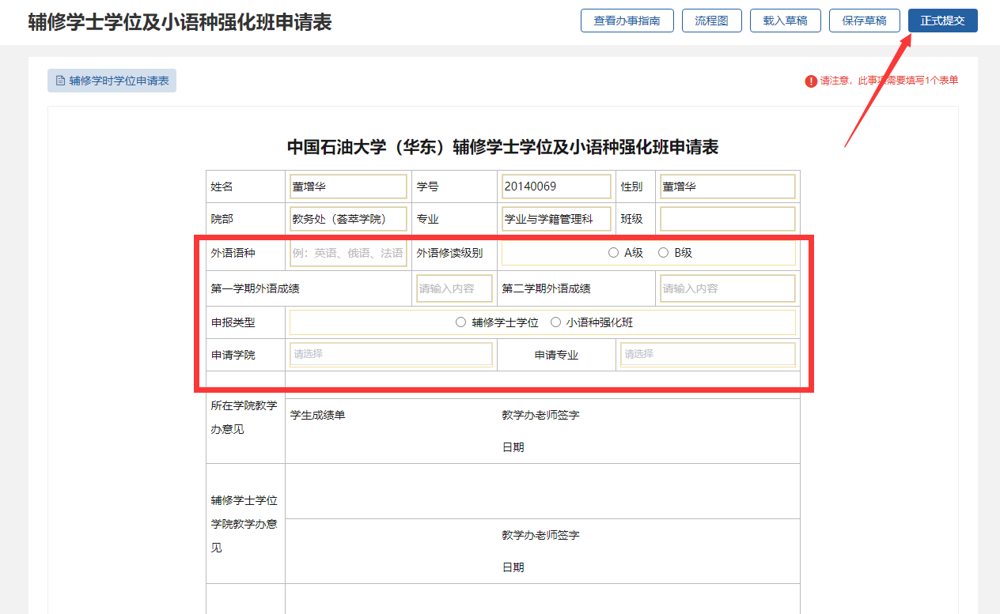 辅修学士学位及小语种强化班申请表
查看办事指南 流程图 载入草稿 保存草稿 正式提交
辅修学时学位申请表
请注意，此事项需要填写1个表单
中国石油大学（华东）辅修学士学位及小语种强化班申请表
姓名 董增华 学号 20140069 性别 董增华
院部 教务处（荟萃学院） 专业 学业与学籍管理科 班级
外语语种 例：英语、俄语、法语 外语修读级别 A级 B级
第一学期外语成绩 请输入内容 第二学期外语成绩 请输入内容
申报类型 辅修学士学位 小语种强化班
申请学院 请选择 申请专业 请选择
所在学院教学
办意见
学生成绩单 教学办老师签字
日期
辅修学士学位
学院教学办意
见
教学办老师签字
日期